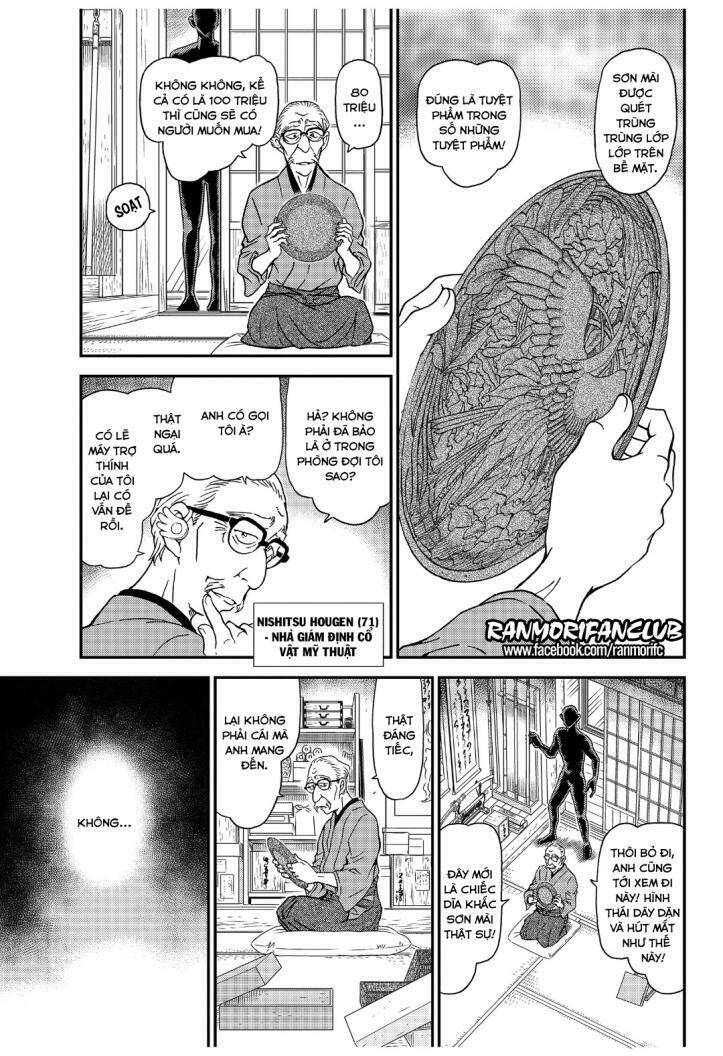 SƠN MÀI
ĐƯỢC
QUÉT
TRÙNG
TRÙNG LỚP
LỚP TRÊN
BỀ MẶT.
ĐÚNG LÀ TUYỆT
PHẨM TRONG
SỐ NHỮNG
TUYỆT PHẨM!
80
TRIỆU
...
KHÔNG KHÔNG, KỂ
CẢ CÓ LÀ 100 TRIỆU
THÌ CŨNG SẼ CÓ
NGƯỜI MUỐN MUA!
SOẠT
HẢ? KHÔNG
PHẢI ĐÃ BẢO
LÀ Ở TRONG
PHÒNG ĐỢI TÔI
SAO?
ANH CÓ GỌI
TÔI À?
THẬT
NGẠI
QUÁ.
CÓ LẼ
MÁY TRỢ
THÍNH
CỦA TÔI
LẠI CÓ
VẤN ĐỀ
RỒI.
NISHITSU HOUGEN (71)
- NHÀ GIÁM ĐỊNH CỔ
VẬT MỸ THUẬT
RANMORIFANCLUB
www.facebook.com/ranmorifc
THÔI BỎ ĐI,
ANH CŨNG
TỚI XEM ĐI
NÀY! HÌNH
THÁI DÀY DẶN
VÀ HÚT MẮT
NHƯ THẾ
NÀY!
ĐÂY MỚI
LÀ CHIẾC
DĨA KHẮC
SƠN MÀI
THẬT SỰ!
THẬT
ĐÁNG
TIẾC,
LẠI KHÔNG
PHẢI CÁI MÀ
ANH MANG
ĐẾN.
KHÔNG...